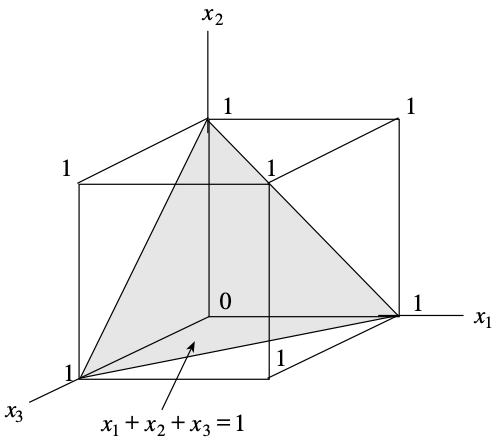 x₂
1 1
1 1
0 1 x₁
1 1
x₃
x₁ + x₂ + x₃ = 1